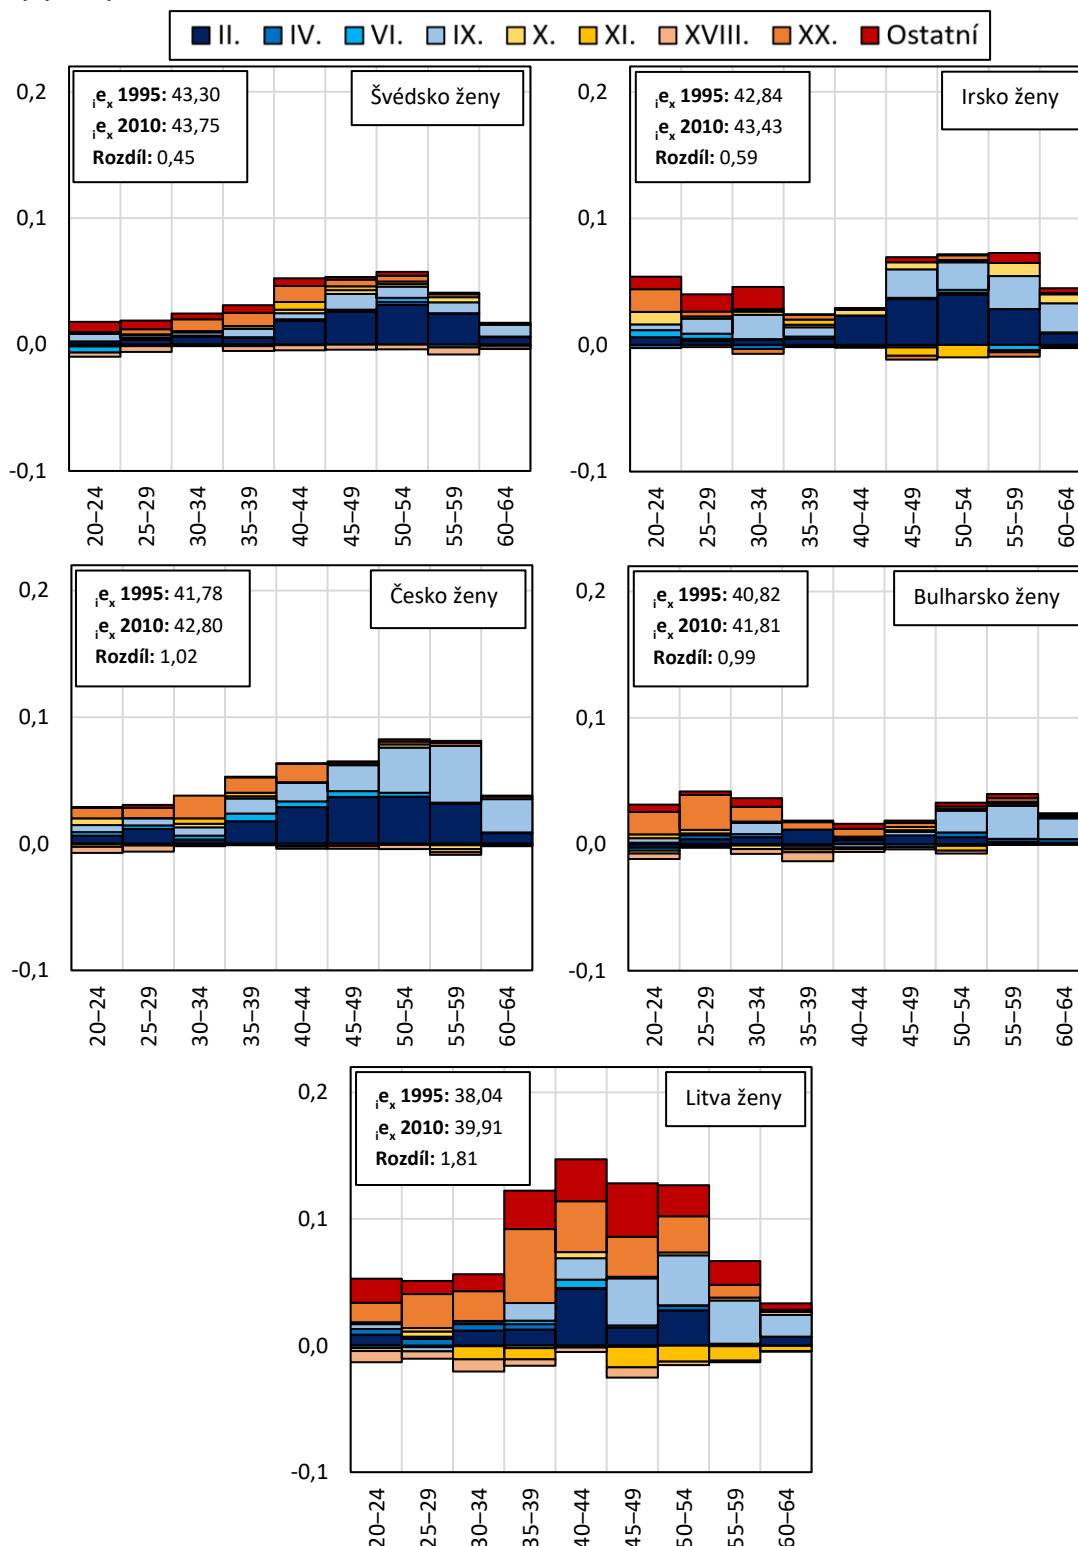 II. IV. VI. IX. X. XI. XVIII. XX. Ostatní
0,2
0,1
0,0
-0,1
iex 1995: 43,30
iex 2010: 43,75
Rozdíl: 0,45
Švédsko ženy
20–24 25–29 30–34 35–39 40–44 45–49 50–54 55–59 60–64
0,2
0,1
0,0
-0,1
iex 1995: 42,84
iex 2010: 43,43
Rozdíl: 0,59
Irsko ženy
20–24 25–29 30–34 35–39 40–44 45–49 50–54 55–59 60–64
0,2
0,1
0,0
-0,1
iex 1995: 41,78
iex 2010: 42,80
Rozdíl: 1,02
Česko ženy
20–24 25–29 30–34 35–39 40–44 45–49 50–54 55–59 60–64
0,2
0,1
0,0
-0,1
iex 1995: 40,82
iex 2010: 41,81
Rozdíl: 0,99
Bulharsko ženy
20–24 25–29 30–34 35–39 40–44 45–49 50–54 55–59 60–64
0,2
0,1
0,0
-0,1
iex 1995: 38,04
iex 2010: 39,91
Rozdíl: 1,81
Litva ženy
20–24 25–29 30–34 35–39 40–44 45–49 50–54 55–59 60–64